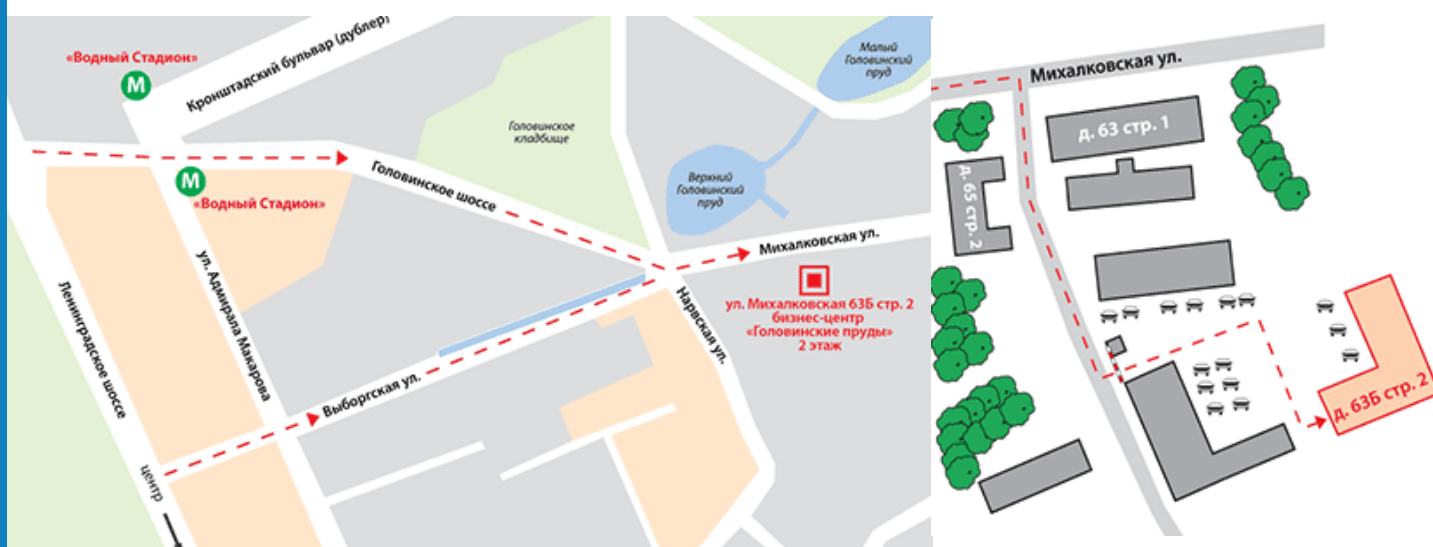 «Водный Стадион»
М
Кронштадский бульвар (дублер)
Малый
Головинский
пруд
Головинское
кладбище
Головинское шоссе
Верхний
Головинский
пруд
М
«Водный Стадион»
Михалковская ул.
ул. Михалковская 63Б стр. 2
бизнес-центр
«Головинские пруды»
2 этаж
Ленинградское шоссе
ул. Адмирала Макарова
Нарвская ул.
Выборгская ул.
центр
Михалковская ул.
д. 63 стр. 1
д. 65 стр. 2
д. 63Б стр. 2